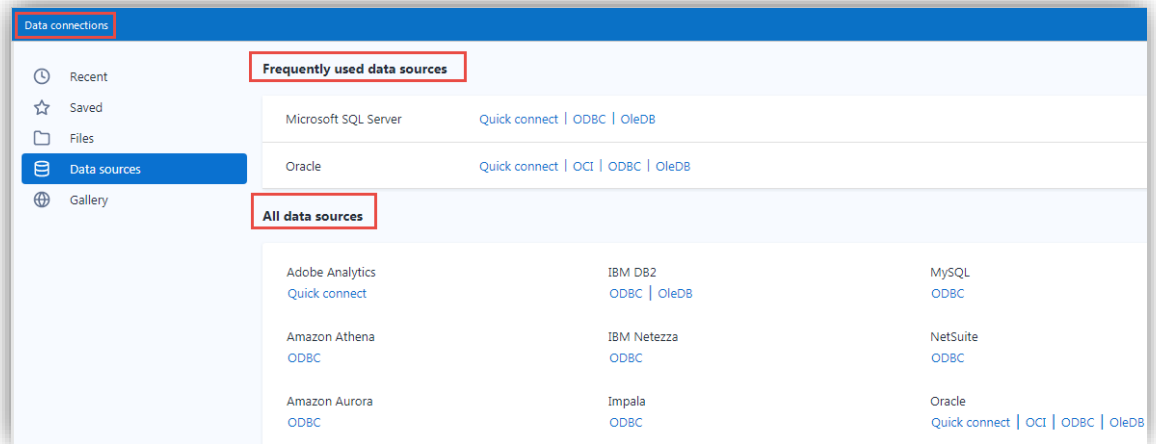 Data connections
Recent
Saved
Files
Data sources
Gallery
Frequently used data sources
Microsoft SQL Server Quick connect | ODBC | OleDB
Oracle Quick connect | OCI | ODBC | OleDB
All data sources
Adobe Analytics IBM DB2 MySQL
Quick connect ODBC | OleDB ODBC
Amazon Athena IBM Netezza NetSuite
ODBC ODBC ODBC
Amazon Aurora Impala Oracle
ODBC ODBC Quick connect | OCI | ODBC | OleDB